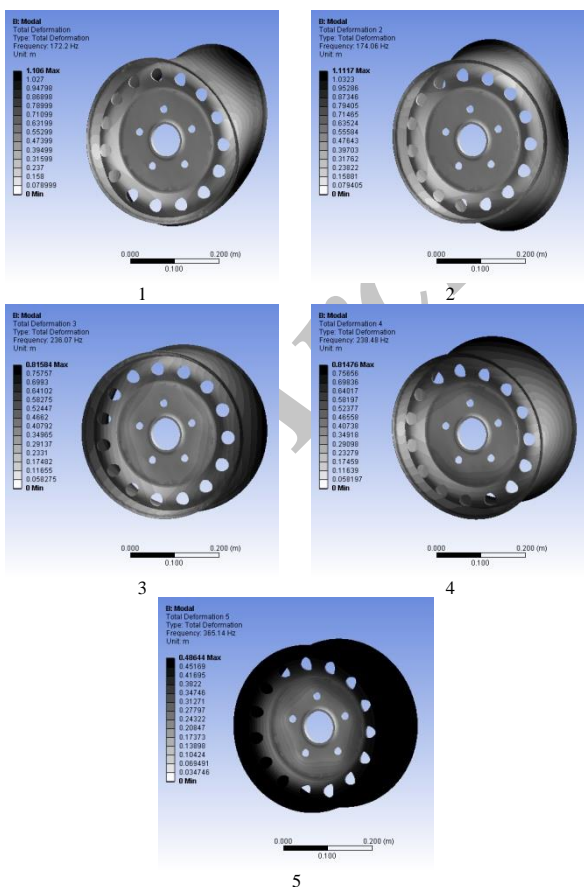 B: Modal
Total Deformation
Type: Total Deformation
Frequency: 172.2 Hz
Unit: m
1.106 Max
1.027
0.94798
0.86898
0.78999
0.71099
0.63199
0.55299
0.47399
0.39499
0.31599
0.237
0.158
0.078999
0 Min
0.000 0.200 (m)
0.100
1
B: Modal
Total Deformation 2
Type: Total Deformation
Frequency: 174.06 Hz
Unit: m
1.1117 Max
1.0323
0.95286
0.87346
0.79405
0.71465
0.63524
0.55584
0.47643
0.39703
0.31762
0.23822
0.15881
0.079405
0 Min
0.000 0.200 (m)
0.100
2
B: Modal
Total Deformation 3
Type: Total Deformation
Frequency: 236.07 Hz
Unit: m
0.81584 Max
0.75757
0.6993
0.64102
0.58275
0.52447
0.4662
0.40792
0.34965
0.29137
0.2331
0.17482
0.11655
0.058275
0 Min
0.000 0.200 (m)
0.100
3
B: Modal
Total Deformation 4
Type: Total Deformation
Frequency: 238.48 Hz
Unit: m
0.81476 Max
0.75656
0.69836
0.64017
0.58197
0.52377
0.46558
0.40738
0.34918
0.29098
0.23279
0.17459
0.11639
0.058197
0 Min
0.000 0.200 (m)
0.100
4
B: Modal
Total Deformation 5
Type: Total Deformation
Frequency: 365.14 Hz
Unit: m
0.48644 Max
0.45169
0.41695
0.3822
0.34746
0.31271
0.27797
0.24322
0.20847
0.17373
0.13898
0.10424
0.069491
0.034746
0 Min
0.000 0.200 (m)
0.100
5